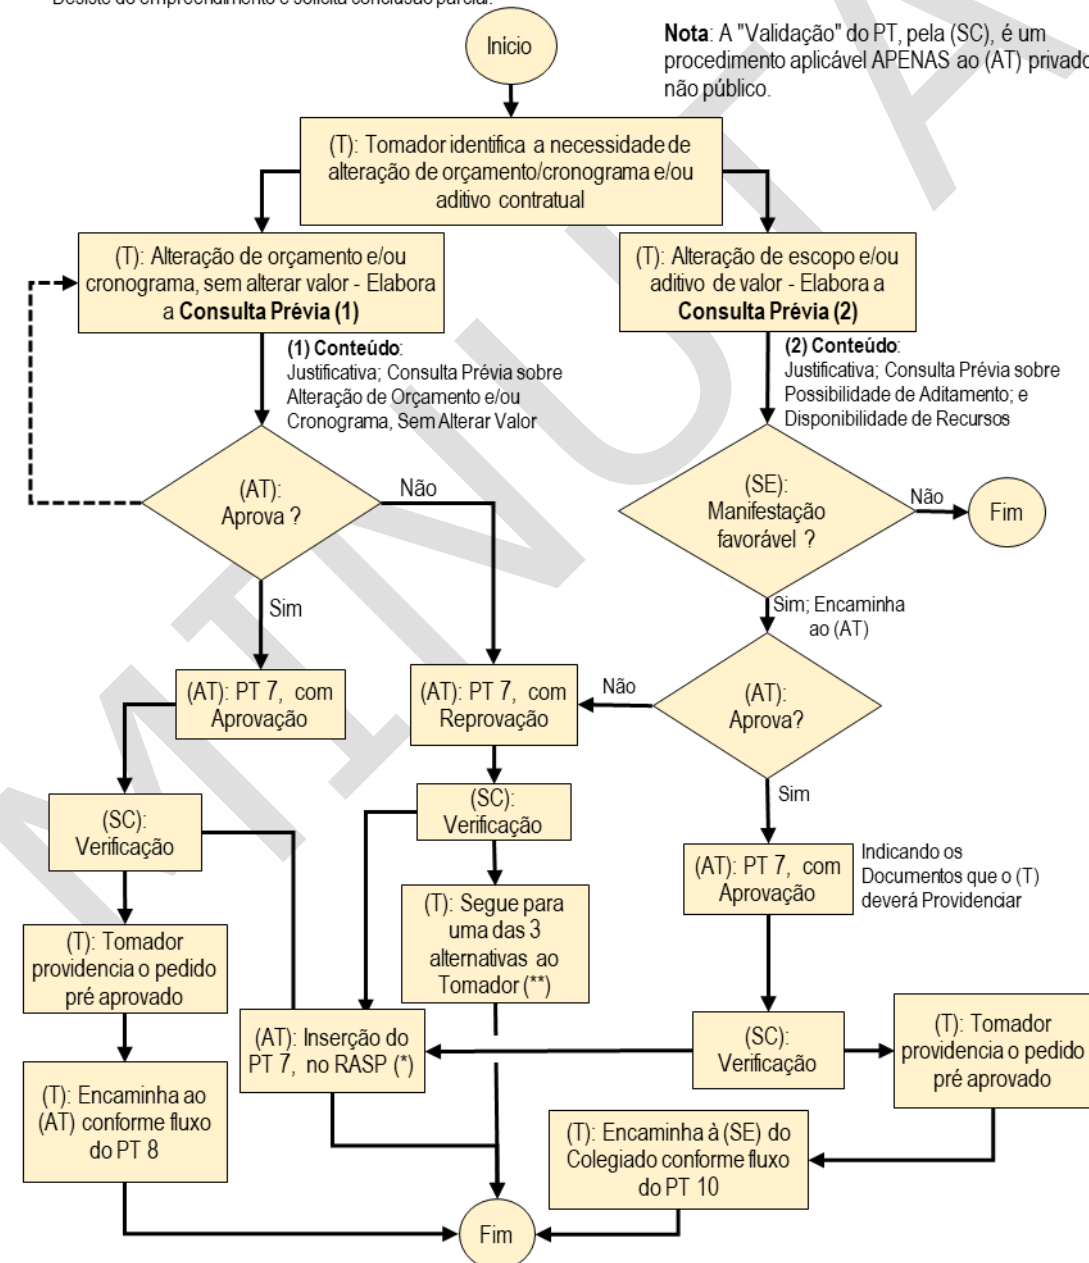 Desiste do empreendimento e solicita conclusão parcial.
Início
Nota: A "Validação" do PT, pela (SC), é um
procedimento aplicável APENAS ao (AT) privado
não público.
(T): Tomador identifica a necessidade de
alteração de orçamento/cronograma e/ou
aditivo contratual
(T): Alteração de orçamento e/ou
cronograma, sem alterar valor - Elabora
a Consulta Prévia (1)
(T): Alteração de escopo e/ou
aditivo de valor - Elabora a
Consulta Prévia (2)
(1) Conteúdo:
Justificativa; Consulta Prévia sobre
Alteração de Orçamento e/ou
Cronograma, Sem Alterar Valor
(2) Conteúdo:
Justificativa; Consulta Prévia sobre
Possibilidade de Aditamento; e
Disponibilidade de Recursos
(AT):
Aprova ?
Não
(SE):
Manifestação
favorável ?
Não
Fim
Sim
Sim; Encaminha
ao (AT)
(AT): PT 7, com
Aprovação
(AT): PT 7, com
Reprovação
Não
(AT):
Aprova?
Sim
(SC):
Verificação
(SC):
Verificação
(AT): PT 7, com
Aprovação
Indicando os
Documentos que o (T)
deverá Providenciar
(T): Tomador
providencia o pedido
pré aprovado
(T): Segue para
uma das 3
alternativas ao
Tomador (**)
(AT): Inserção do
PT 7, no RASP (*)
(SC):
Verificação
(T): Tomador
providencia o pedido
pré aprovado
(T): Encaminha ao
(AT) conforme fluxo
do PT 8
(T): Encaminha à (SE) do
Colegiado conforme fluxo
do PT 10
Fim
MINUTA